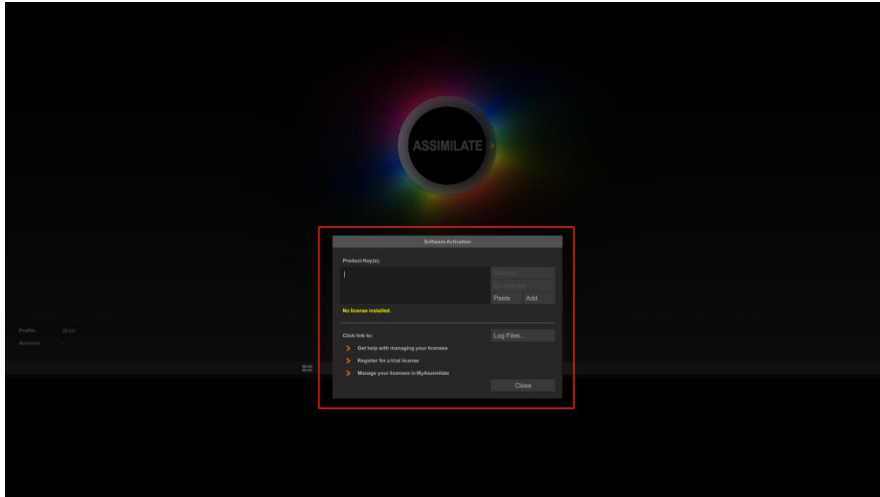 ASSIMILATE
Software Activation
Product Key(s):
Paste
Add
No license installed.
Click link to:
Log Files..
Get help with managing your licenses
Register for a trial license
Manage your licenses in MyAssimilate
Close
Profile:
Account: -